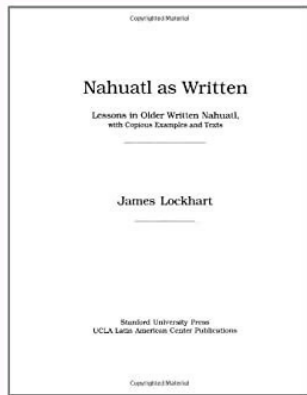 Copyrighted Material
Nahuatl as Written
Lessons in Older Written Nahuatl,
with Copious Examples and Texts
James Lockhart
Stanford University Press
UCLA Latin American Center Publications
Copyrighted Material